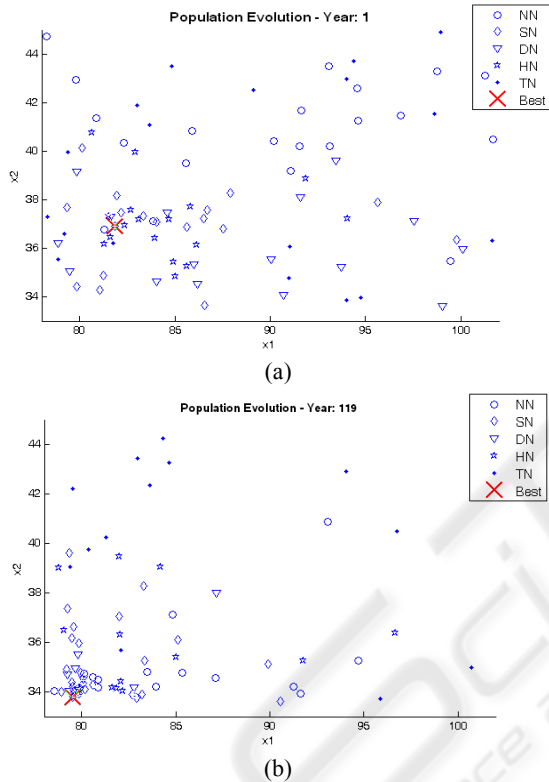 Population Evolution - Year: 1
NN
SN
DN
HN
TN
Best
x2
44
42
40
38
36
34
80 85 90 95 100
x1
(a)
Population Evolution - Year: 119
NN
SN
DN
HN
TN
Best
x2
44
42
40
38
36
34
80 85 90 95 100
x1
(b)